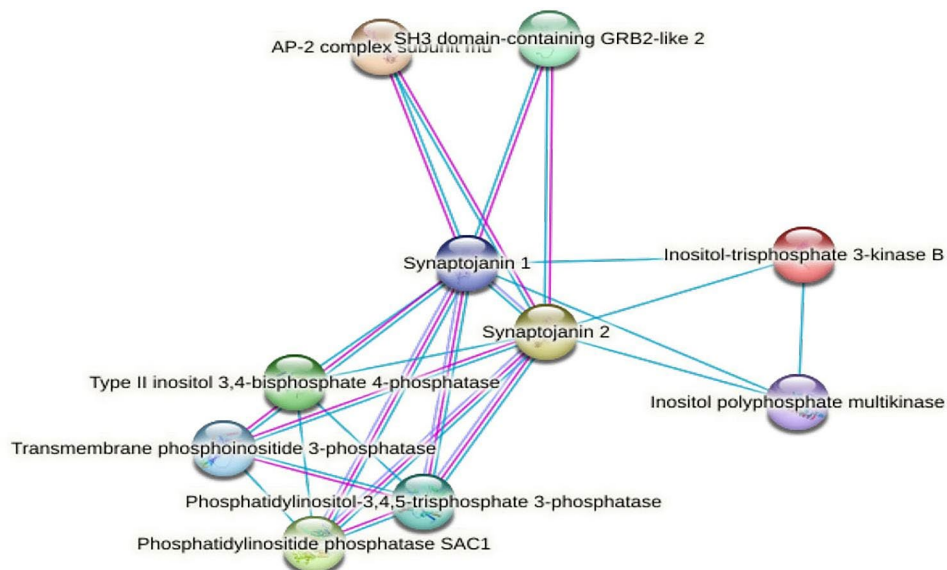 SH3 domain-containing GRB2-like 2
AP-2 complex subunit mu
Inositol-trisphosphate 3-kinase B
Synaptojanin 1
Synaptojanin 2
Type II inositol 3,4-bisphosphate 4-phosphatase
Inositol polyphosphate multikinase
Transmembrane phosphoinositide 3-phosphatase
Phosphatidylinositol-3,4,5-trisphosphate 3-phosphatase
Phosphatidylinositide phosphatase SAC1